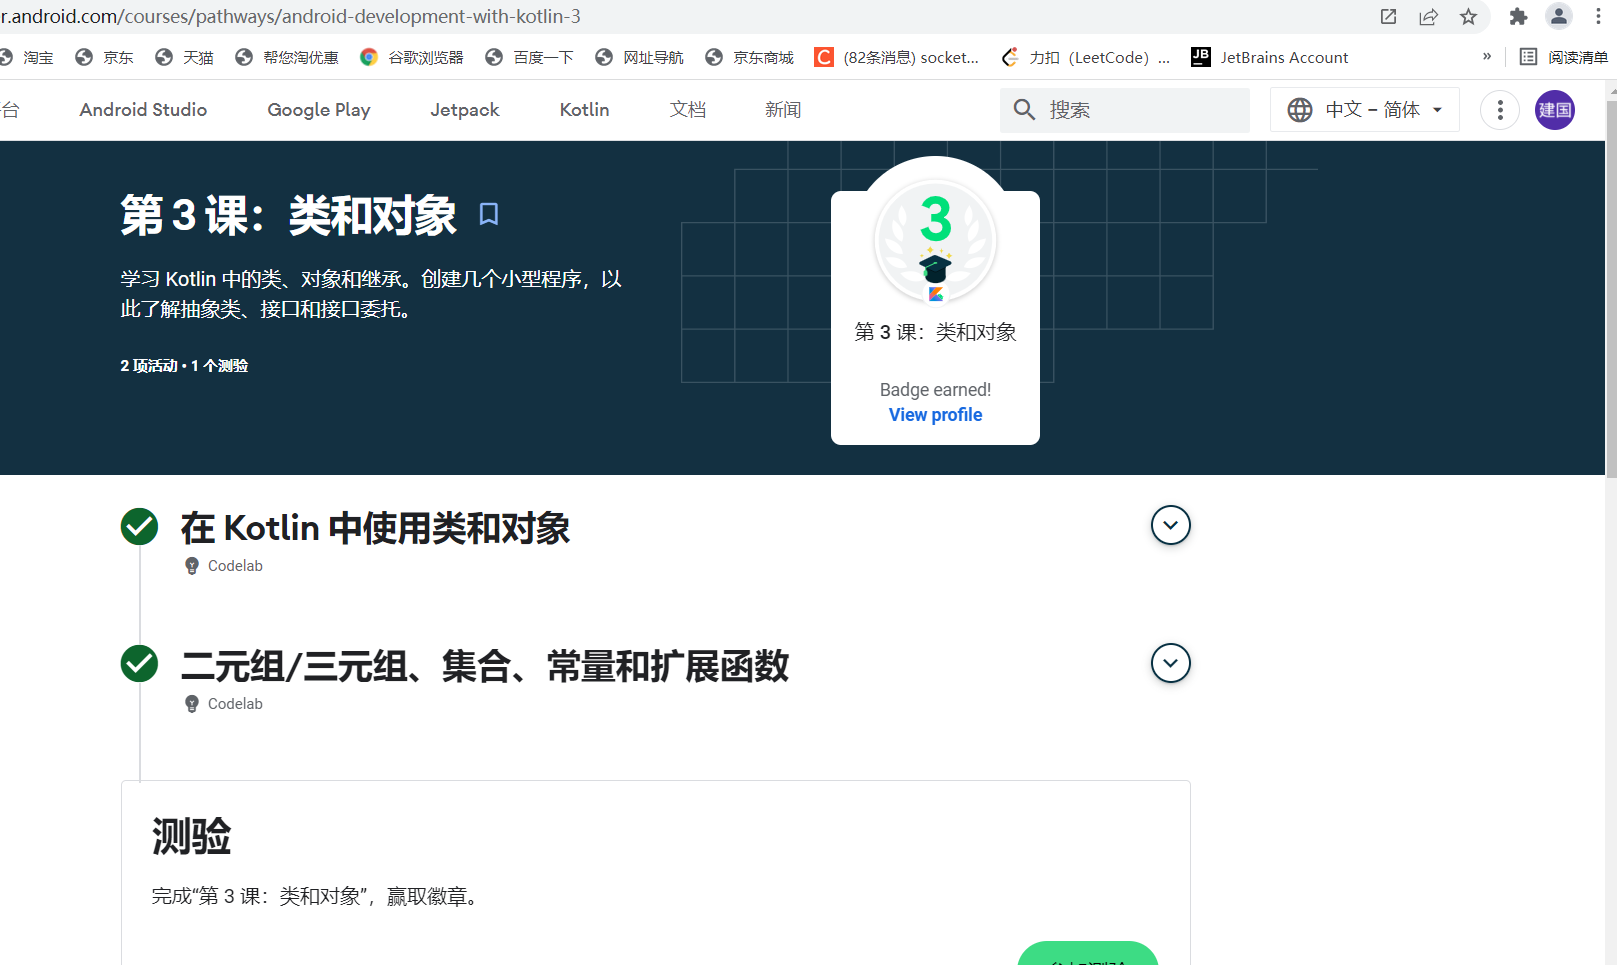 r.android.com/courses/pathways/android-development-with-kotlin-3
淘宝 京东 天猫 帮您淘优惠 谷歌浏览器 百度一下 网址导航 京东商城 C (82条消息) socket... 力扣（LeetCode）... JB JetBrains Account » 阅读清单
台 Android Studio Google Play Jetpack Kotlin 文档 新闻 搜索 中文 – 简体 建国
第 3 课：类和对象
学习 Kotlin 中的类、对象和继承。创建几个小型程序，以
此了解抽象类、接口和接口委托。
2 项活动 • 1 个测验
3
第 3 课：类和对象
Badge earned!
View profile
在 Kotlin 中使用类和对象
Codelab
二元组/三元组、集合、常量和扩展函数
Codelab
测验
完成“第 3 课：类和对象”，赢取徽章。